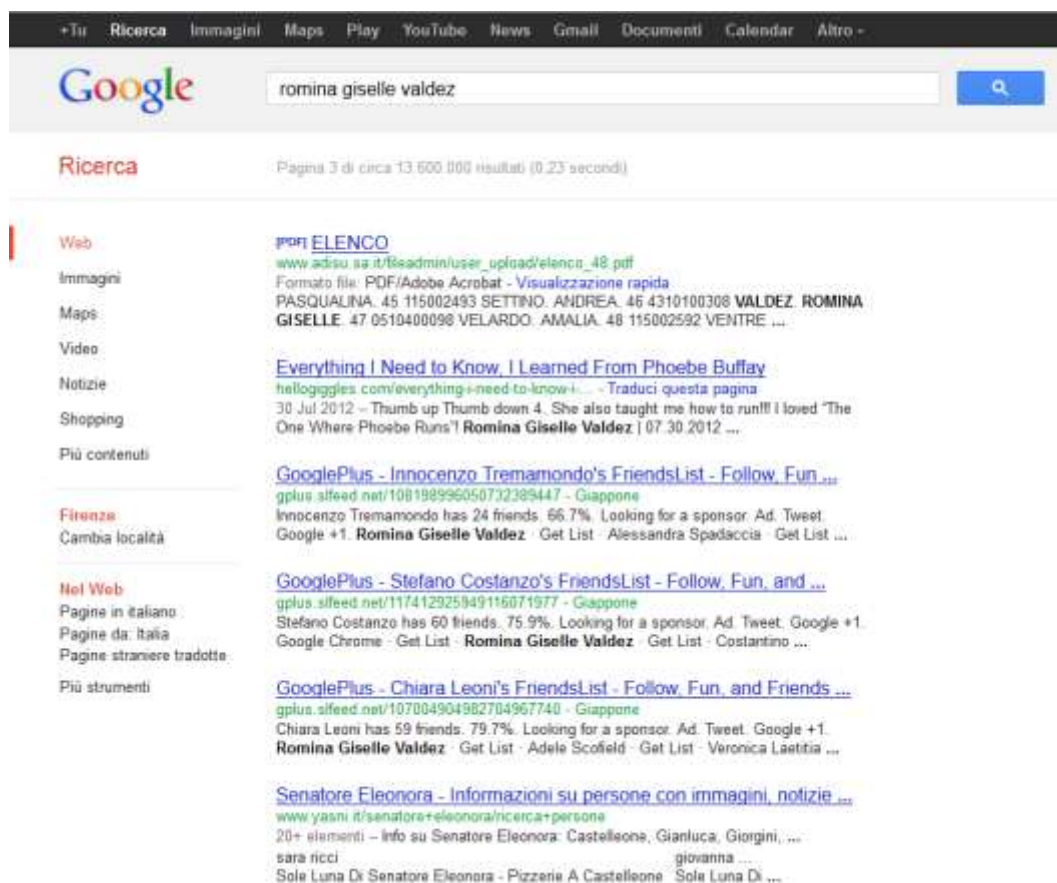 +Tu Ricerca Immagini Maps Play YouTube News Gmail Documenti Calendar Altro
Google
romina giselle valdez
Ricerca
Pagina 3 di circa 13.600.000 risultati (0,23 secondi)
Web
Immagini
Maps
Video
Notizie
Shopping
Più contenuti
Firenze
Cambia località
Nel Web
Pagine in italiano
Pagine da: Italia
Pagine straniere tradotte
Più strumenti
[PDF] ELENCO
www.adisu.sa.it/fileadmin/user_upload/elenco_48.pdf
Formato file: PDF/Adobe Acrobat - Visualizzazione rapida
PASQUALINA. 45 115002493 SETTINO. ANDREA. 46 4310100308 VALDEZ. ROMINA
GISELLE. 47 0510400098 VELARDO. AMALIA. 48 115002592 VENTRE ...
Everything I Need to Know, I Learned From Phoebe Buffay
hellogiggles.com/everything-i-need-to-know-i-... - Traduci questa pagina
30 Jul 2012 – Thumb up Thumb down 4. She also taught me how to run!!! I loved "The
One Where Phoebe Runs"! Romina Giselle Valdez | 07.30.2012 ...
GooglePlus - Innocenzo Tremamondo's FriendsList - Follow, Fun ...
gplus.slfeed.net/108198996050732389447 - Giappone
Innocenzo Tremamondo has 24 friends. 66.7%. Looking for a sponsor. Ad. Tweet.
Google +1. Romina Giselle Valdez · Get List · Alessandra Spadaccia · Get List ...
GooglePlus - Stefano Costanzo's FriendsList - Follow, Fun, and ...
gplus.slfeed.net/117412925949116071977 - Giappone
Stefano Costanzo has 60 friends. 75.9%. Looking for a sponsor. Ad. Tweet. Google +1.
Google Chrome · Get List · Romina Giselle Valdez · Get List · Costantino ...
GooglePlus - Chiara Leoni's FriendsList - Follow, Fun, and Friends ...
gplus.slfeed.net/107004904982704967740 - Giappone
Chiara Leoni has 59 friends. 79.7%. Looking for a sponsor. Ad. Tweet. Google +1.
Romina Giselle Valdez · Get List · Adele Scofield · Get List · Veronica Laetitia ...
Senatore Eleonora - Informazioni su persone con immagini, notizie ...
www.yasni.it/senatore+eleonora/ricerca+persone
20+ elementi – Info su Senatore Eleonora: Castelleone, Gianluca, Giorgini, ...
sara ricci giovanna ...
Sole Luna Di Senatore Eleonora - Pizzerie A Castelleone Sole Luna Di ...